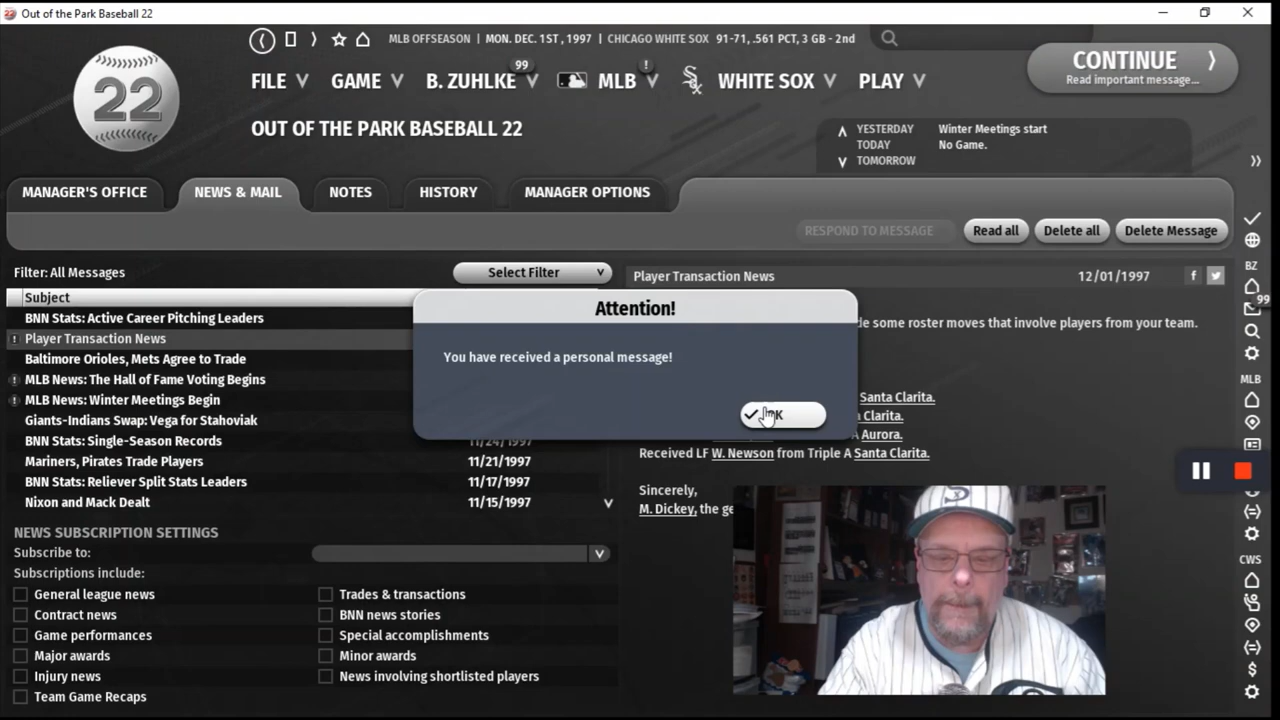 Out of the Park Baseball 22
MLB OFFSEASON | MON. DEC. 1ST, 1997 | CHICAGO WHITE SOX 91-71, .561 PCT, 3 GB - 2nd
CONTINUE
Read important message...
22
99
!
FILE GAME B. ZUHLKE MLB WHITE SOX PLAY
OUT OF THE PARK BASEBALL 22
YESTERDAY Winter Meetings start
TODAY No Game.
TOMORROW
MANAGER'S OFFICE NEWS & MAIL NOTES HISTORY MANAGER OPTIONS
RESPOND TO MESSAGE Read all Delete all Delete Message
Filter: All Messages Select Filter
Player Transaction News 12/01/1997
Subject
Attention!
You have received a personal message!
BNN Stats: Active Career Pitching Leaders
Player Transaction News
Baltimore Orioles, Mets Agree to Trade
MLB News: The Hall of Fame Voting Begins
MLB News: Winter Meetings Begin
Giants-Indians Swap: Vega for Stahoviak
BNN Stats: Single-Season Records 11/24/1997
Mariners, Pirates Trade Players 11/21/1997
BNN Stats: Reliever Split Stats Leaders 11/17/1997
Nixon and Mack Dealt 11/15/1997
some roster moves that involve players from your team.
Santa Clarita.
Clarita.
Aurora.
Received LF W. Newson from Triple A Santa Clarita.
Sincerely,
M. Dickey, the
NEWS SUBSCRIPTION SETTINGS
Subscribe to:
Subscriptions include:
General league news Trades & transactions
Contract news BNN news stories
Game performances Special accomplishments
Major awards Minor awards
Injury news News involving shortlisted players
Team Game Recaps
BZ
99
MLB
CWS